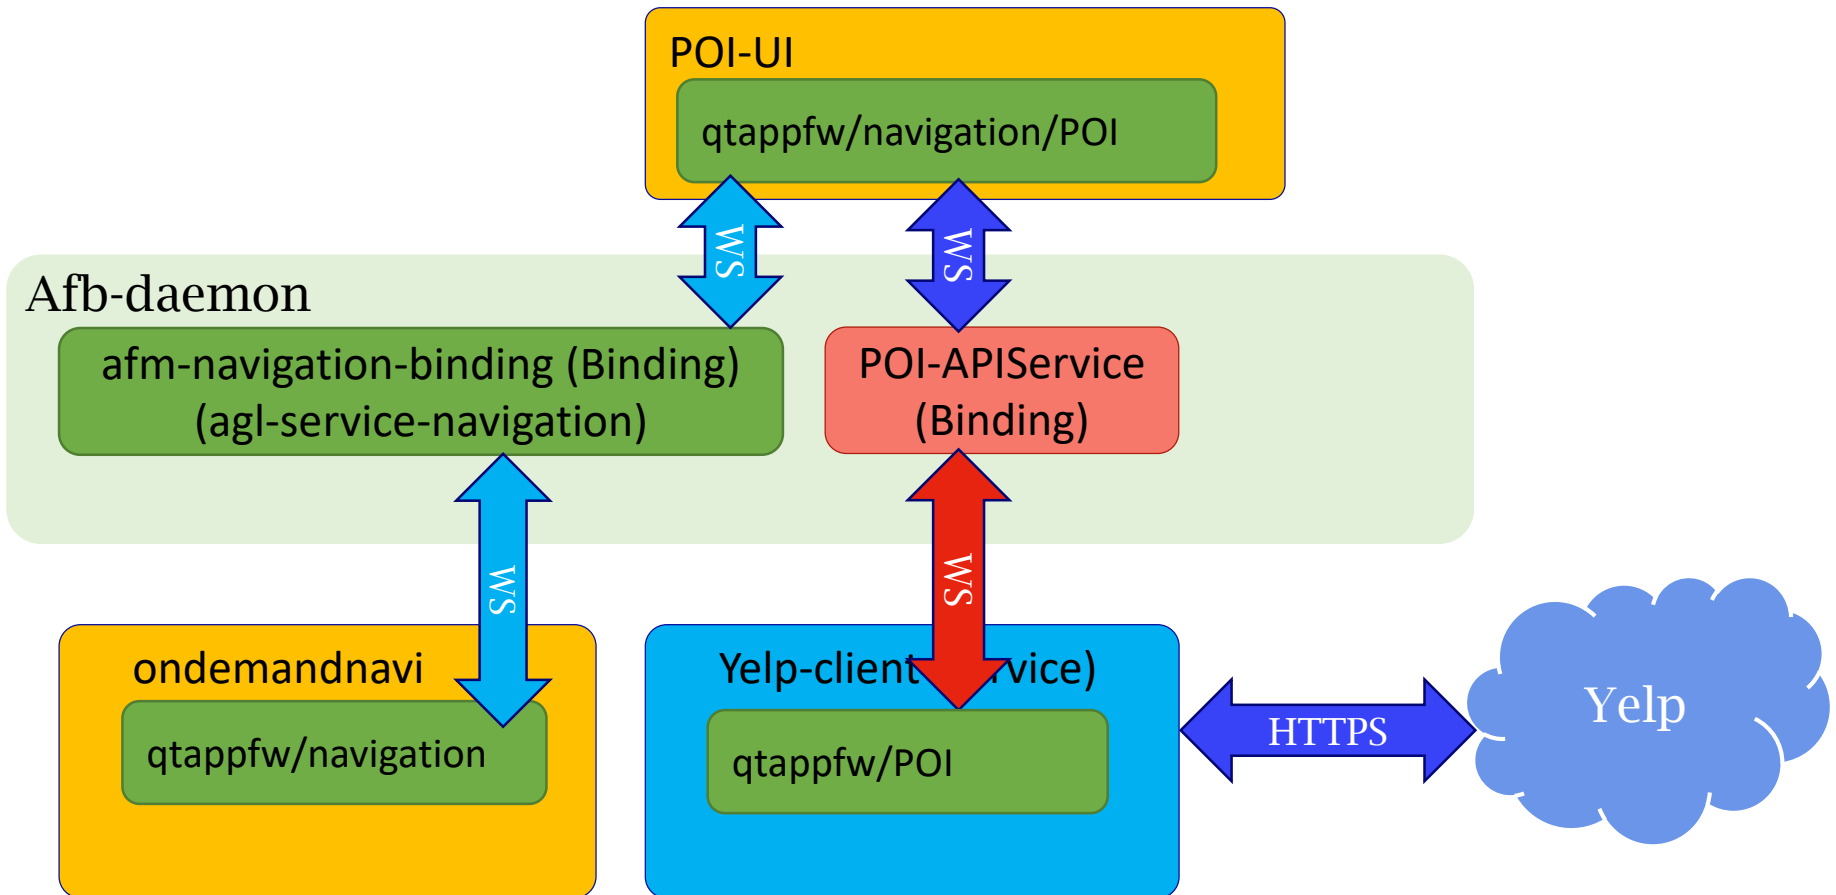 POI-UI
qtappfw/navigation/POI
WS
WS
Afb-daemon
afm-navigation-binding (Binding)
(agl-service-navigation)
POI-APIService
(Binding)
WS
WS
ondemandnavi
qtappfw/navigation
Yelp-client vice)
qtappfw/POI
HTTPS
Yelp